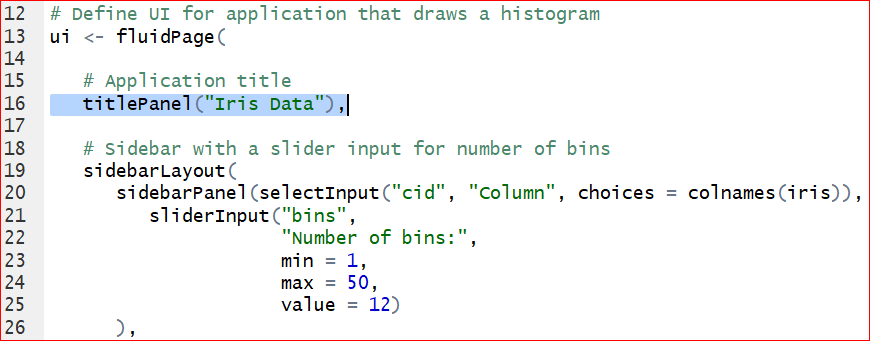 12 # Define UI for application that draws a histogram
13 ui <- fluidPage(
14
15    # Application title
16    titlePanel("Iris Data"),
17
18    # Sidebar with a slider input for number of bins
19    sidebarLayout(
20       sidebarPanel(selectInput("cid", "Column", choices = colnames(iris)),
21          sliderInput("bins",
22                      "Number of bins:",
23                      min = 1,
24                      max = 50,
25                      value = 12)
26       ),